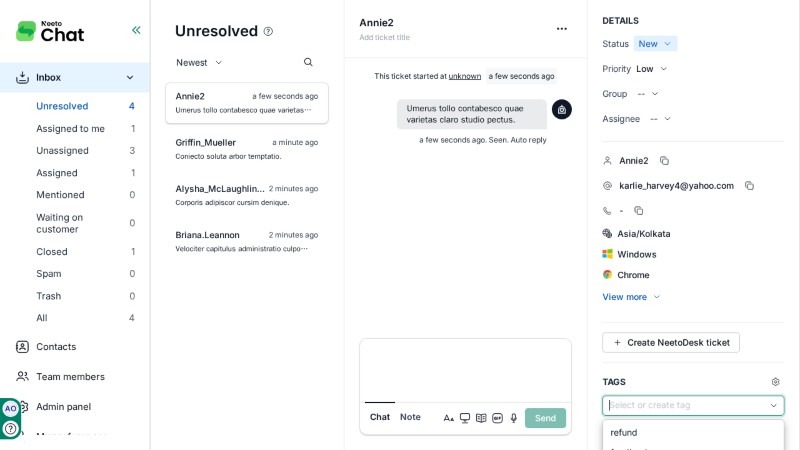 Neeto
Chat
Inbox
Unresolved 4
Assigned to me 1
Unassigned 3
Assigned 1
Mentioned 0
Waiting on
customer 0
Closed 1
Spam 0
Trash 0
All 4
Contacts
Team members
Admin panel
AO
Unresolved
Newest
Annie2 a few seconds ago
Umerus tollo contabesco quae varietas···
Griffin_Mueller a minute ago
Coniecto soluta arbor temptatio.
Alysha_McLaughlin... 2 minutes ago
Corporis adipiscor cursim denique.
Briana.Leannon 2 minutes ago
Velociter capitulus administratio culpo···
Annie2
Add ticket title
This ticket started at unknown a few seconds ago
Umerus tollo contabesco quae
varietas claro studio pectus.
a few seconds ago. Seen. Auto reply
Chat Note GIF Send
DETAILS
Status New
Priority Low
Group --
Assignee --
Annie2
karlie_harvey4@yahoo.com
-
Asia/Kolkata
Windows
Chrome
View more
+ Create NeetoDesk ticket
TAGS
Select or create tag
refund